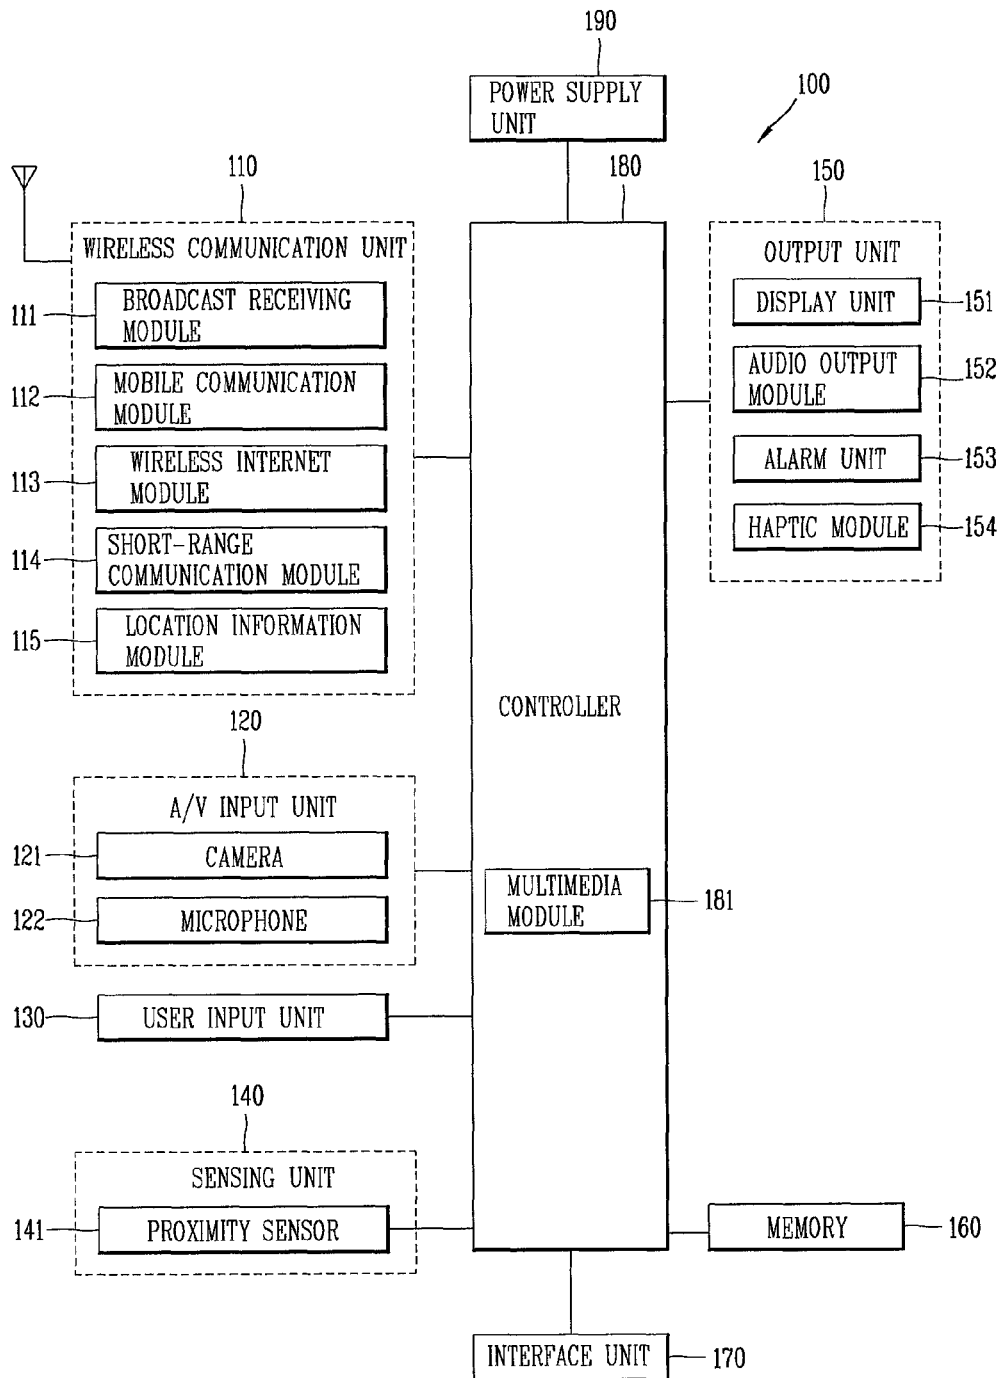 190
POWER SUPPLY
UNIT
100
110
180
150
WIRELESS COMMUNICATION UNIT
111
BROADCAST RECEIVING
MODULE
112
MOBILE COMMUNICATION
MODULE
113
WIRELESS INTERNET
MODULE
114
SHORT-RANGE
COMMUNICATION MODULE
115
LOCATION INFORMATION
MODULE
OUTPUT UNIT
DISPLAY UNIT
151
AUDIO OUTPUT
MODULE
152
ALARM UNIT
153
HAPTIC MODULE
154
CONTROLLER
120
A/V INPUT UNIT
121
CAMERA
122
MICROPHONE
MULTIMEDIA
MODULE
181
130
USER INPUT UNIT
140
SENSING UNIT
141
PROXIMITY SENSOR
MEMORY
160
INTERFACE UNIT
170